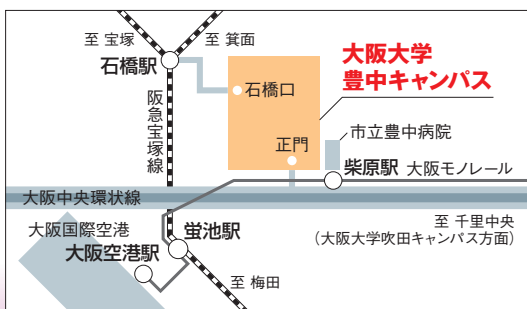 至 宝塚
至 箕面
石橋駅
大阪大学
豊中キャンパス
石橋口
阪急宝塚線
市立豊中病院
正門
柴原駅 大阪モノレール
大阪中央環状線
大阪国際空港
蛍池駅
大阪空港駅
至 千里中央
(大阪大学吹田キャンパス方面)
至 梅田